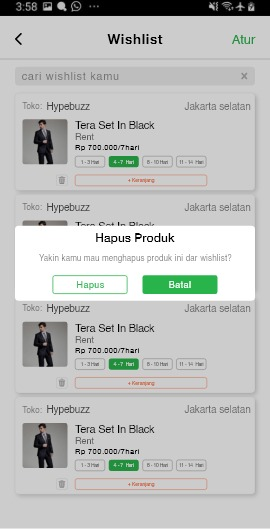 3:58
Wishlist
Atur
cari wishlist kamu
Toko: Hypebuzz
Jakarta selatan
Tera Set In Black
Rent
Rp 700.000/7hari
1 - 3 Hari
4 - 7 Hari
8 - 10 Hari
11 - 14 Hari
+ Keranjang
Toko: Hypebuzz
Jakarta selatan
Tera Set In Black
Hapus Produk
Yakin kamu mau menghapus produk ini dar wishlist?
Hapus
Batal
Toko: Hypebuzz
Jakarta selatan
Tera Set In Black
Rent
Rp 700.000/7hari
1 - 3 Hari
4 - 7 Hari
8 - 10 Hari
11 - 14 Hari
+ Keranjang
Toko: Hypebuzz
Jakarta selatan
Tera Set In Black
Rent
Rp 700.000/7hari
1 - 3 Hari
4 - 7 Hari
8 - 10 Hari
11 - 14 Hari
+ Keranjang